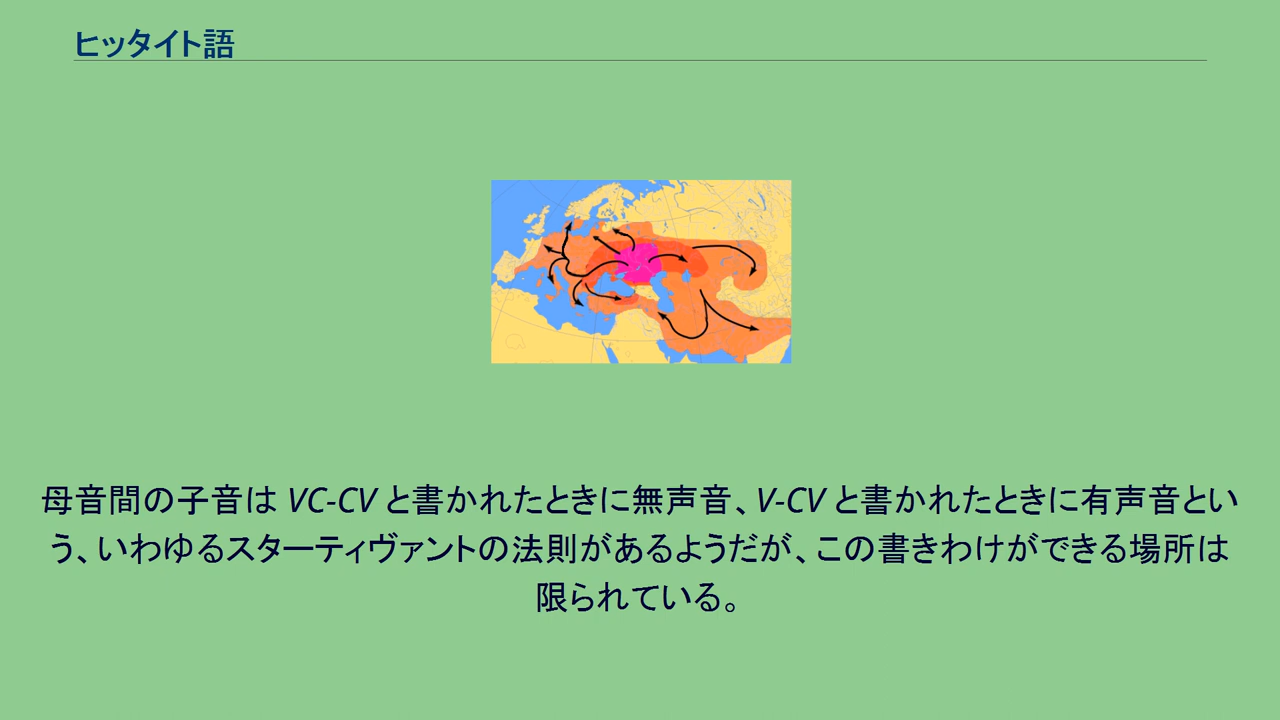 ヒッタイト語
母音間の子音は VC-CV と書かれたときに無声音、V-CV と書かれたときに有声音とい
う、いわゆるスターティヴァントの法則があるようだが、この書きわけができる場所は
限られている。